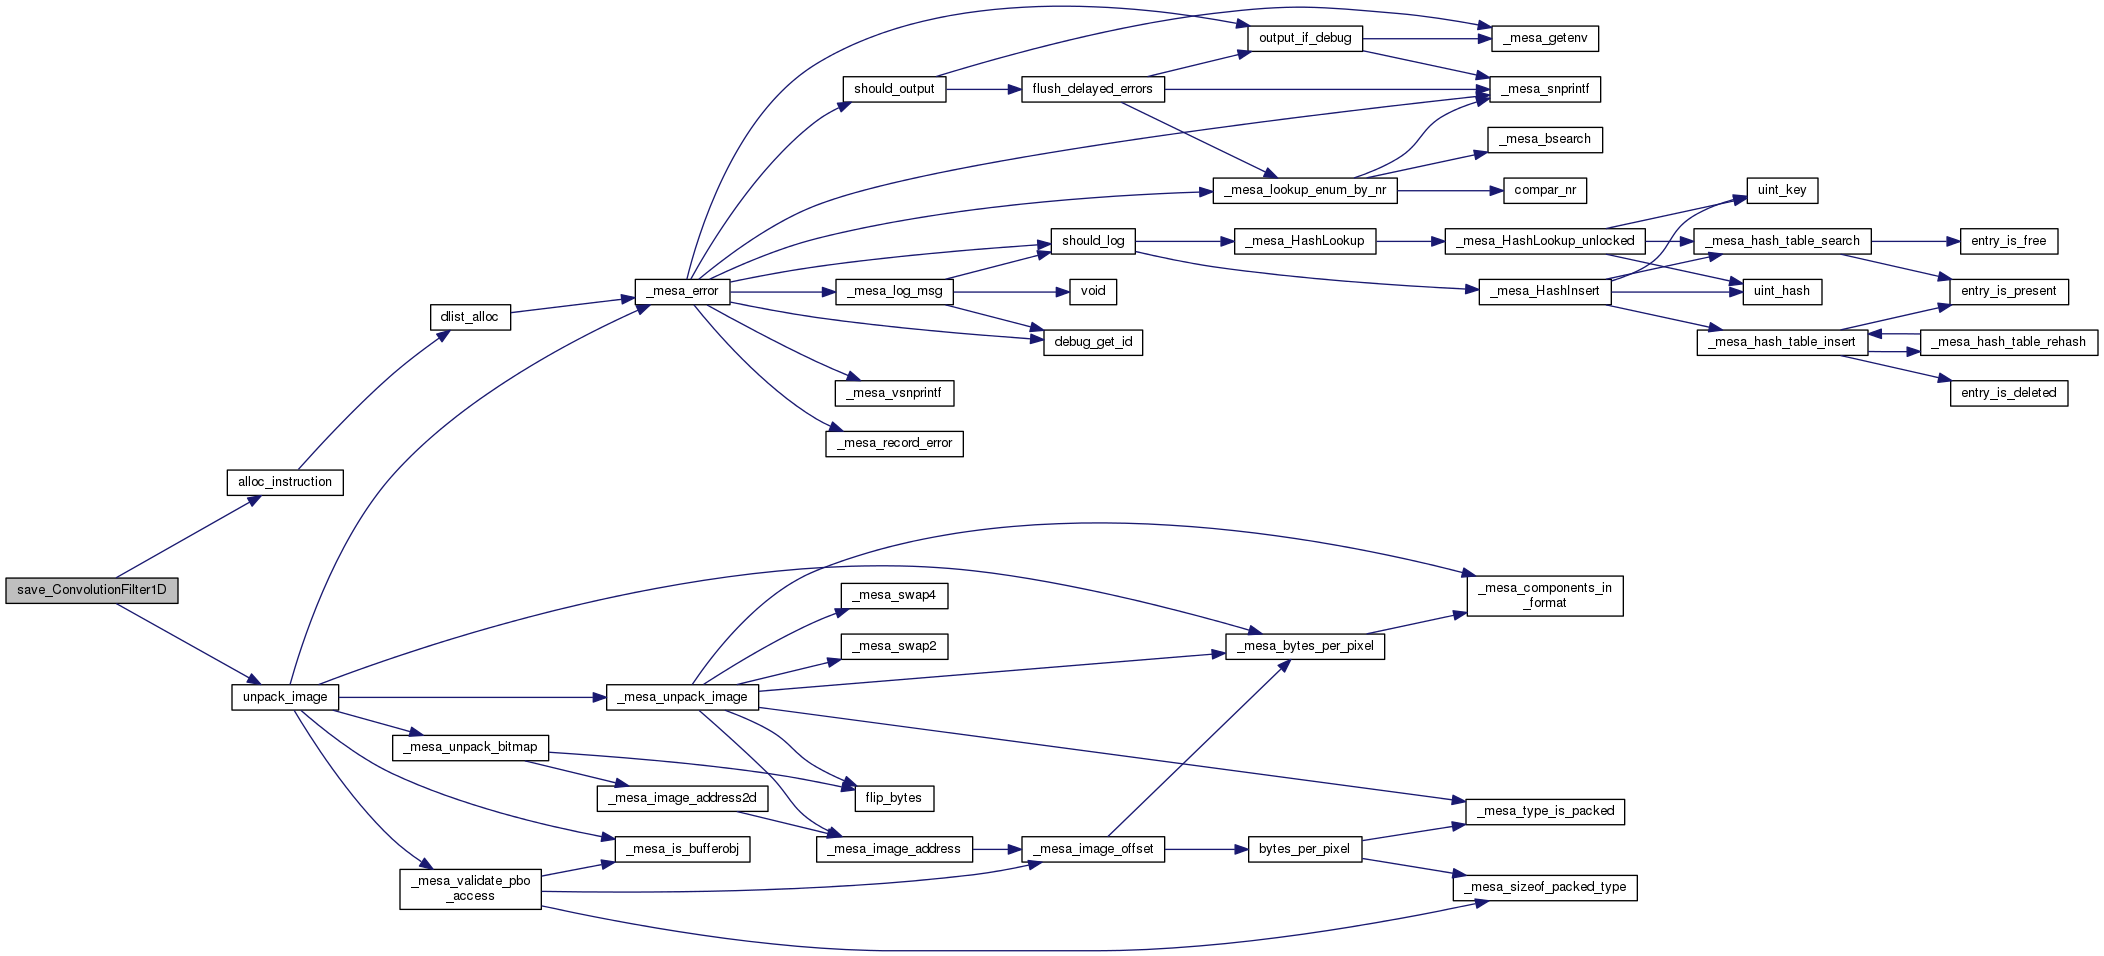 output_if_debug
_mesa_getenv
should_output
flush_delayed_errors
_mesa_snprintf
_mesa_bsearch
_mesa_lookup_enum_by_nr
compar_nr
uint_key
should_log
_mesa_HashLookup
_mesa_HashLookup_unlocked
_mesa_hash_table_search
entry_is_free
_mesa_error
_mesa_log_msg
void
_mesa_HashInsert
uint_hash
entry_is_present
dlist_alloc
debug_get_id
_mesa_hash_table_insert
_mesa_hash_table_rehash
_mesa_vsnprintf
entry_is_deleted
_mesa_record_error
alloc_instruction
save_ConvolutionFilter1D
_mesa_swap4
_mesa_components_in
_format
_mesa_swap2
_mesa_bytes_per_pixel
unpack_image
_mesa_unpack_image
_mesa_unpack_bitmap
_mesa_image_address2d
flip_bytes
_mesa_type_is_packed
_mesa_is_bufferobj
_mesa_image_address
_mesa_image_offset
bytes_per_pixel
_mesa_validate_pbo
_access
_mesa_sizeof_packed_type